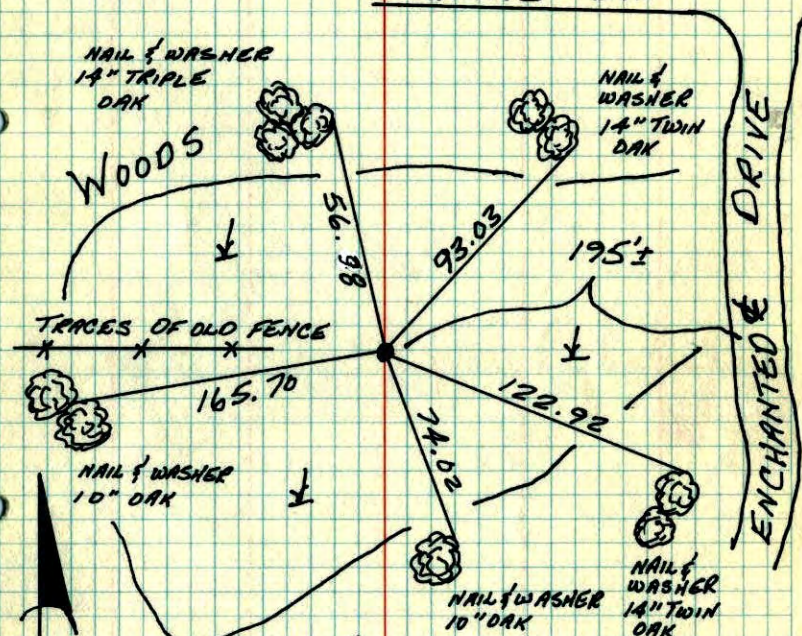 NAIL & WASHER
14" TRIPLE
OAK
NAIL &
WASHER
14" TWIN
OAK
WOODS
56.98
93.03
195'±
DRIVE
TRACES OF OLD FENCE
165.70
122.92
74.02
ENCHANTED
NAIL & WASHER
10" OAK
NAIL & WASHER
10" OAK
NAIL &
WASHER
14" TWIN
OAK